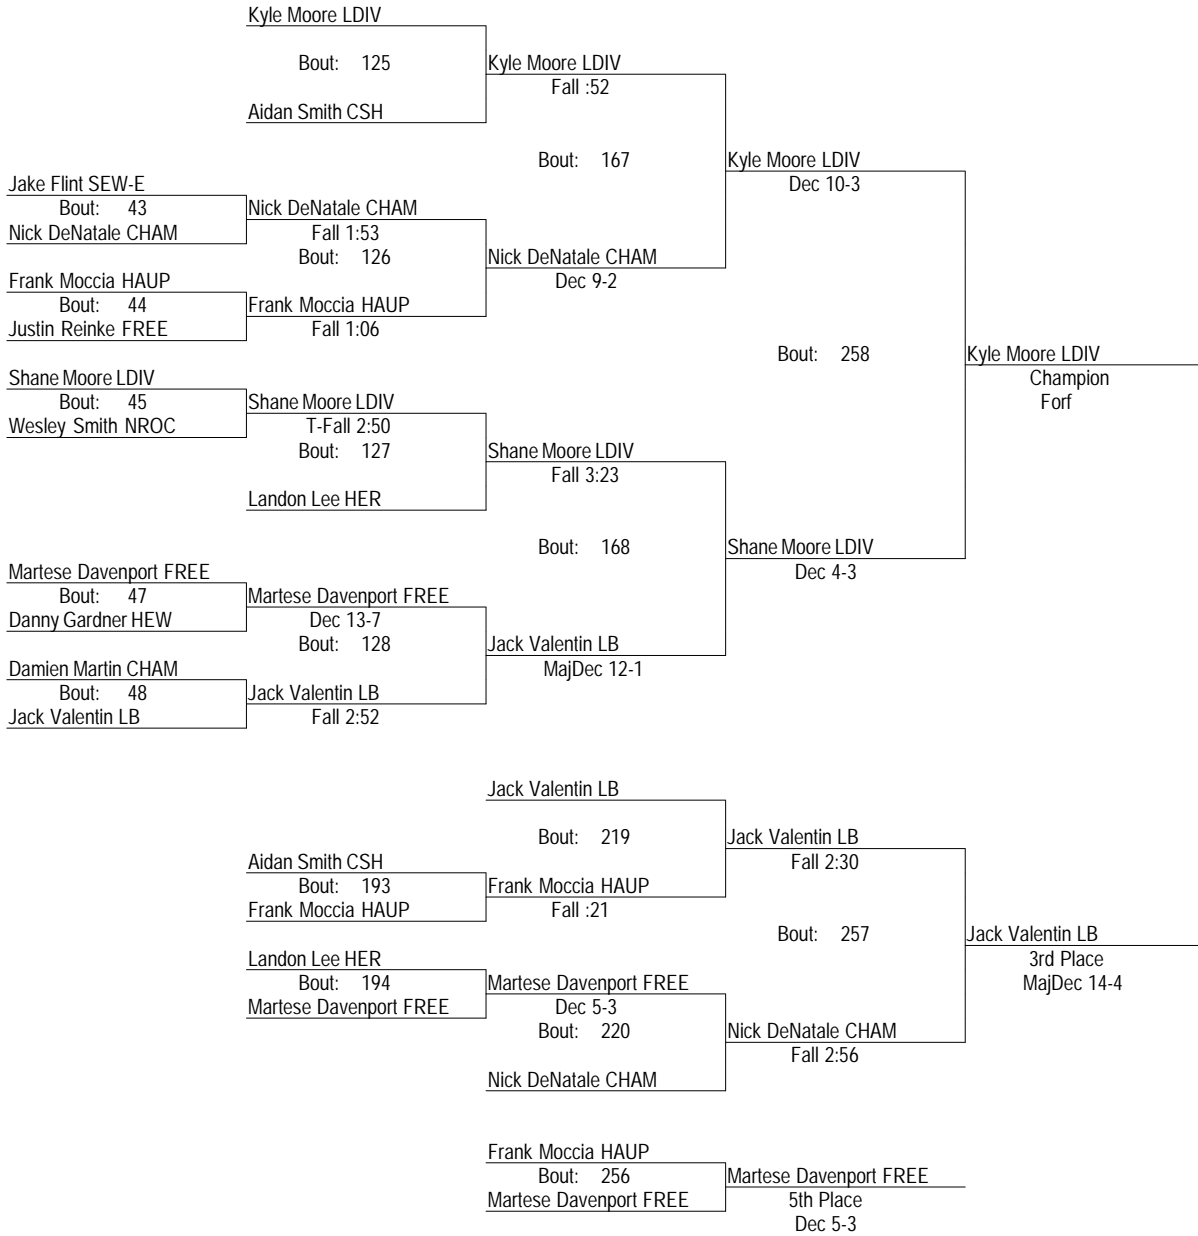 Kyle Moore LDIV
Bout: 125
Kyle Moore LDIV
Fall :52
Aidan Smith CSH
Bout: 167
Kyle Moore LDIV
Dec 10-3
Jake Flint SEW-E
Bout: 43
Nick DeNatale CHAM
Nick DeNatale CHAM
Fall 1:53
Bout: 126
Nick DeNatale CHAM
Dec 9-2
Frank Moccia HAUP
Bout: 44
Justin Reinke FREE
Frank Moccia HAUP
Fall 1:06
Bout: 258
Kyle Moore LDIV
Champion
Forf
Shane Moore LDIV
Bout: 45
Wesley Smith NROC
Shane Moore LDIV
T-Fall 2:50
Bout: 127
Shane Moore LDIV
Fall 3:23
Landon Lee HER
Bout: 168
Shane Moore LDIV
Dec 4-3
Martese Davenport FREE
Bout: 47
Danny Gardner HEW
Martese Davenport FREE
Dec 13-7
Bout: 128
Jack Valentin LB
MajDec 12-1
Damien Martin CHAM
Bout: 48
Jack Valentin LB
Jack Valentin LB
Fall 2:52
Jack Valentin LB
Bout: 219
Jack Valentin LB
Fall 2:30
Aidan Smith CSH
Bout: 193
Frank Moccia HAUP
Frank Moccia HAUP
Fall :21
Bout: 257
Jack Valentin LB
3rd Place
MajDec 14-4
Landon Lee HER
Bout: 194
Martese Davenport FREE
Martese Davenport FREE
Dec 5-3
Bout: 220
Nick DeNatale CHAM
Fall 2:56
Nick DeNatale CHAM
Frank Moccia HAUP
Bout: 256
Martese Davenport FREE
Martese Davenport FREE
5th Place
Dec 5-3